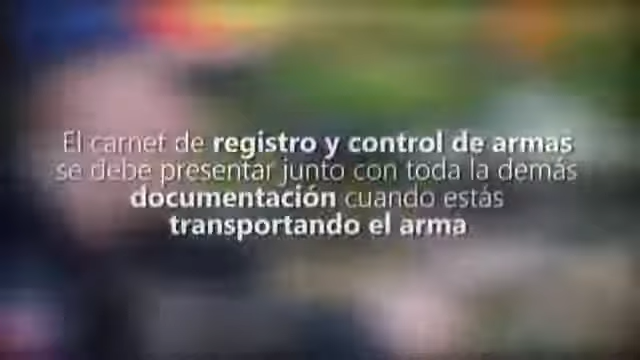 El carnet de registro y control de armas
se debe presentar junto con toda la demás
documentación cuando estás
transportando el arma